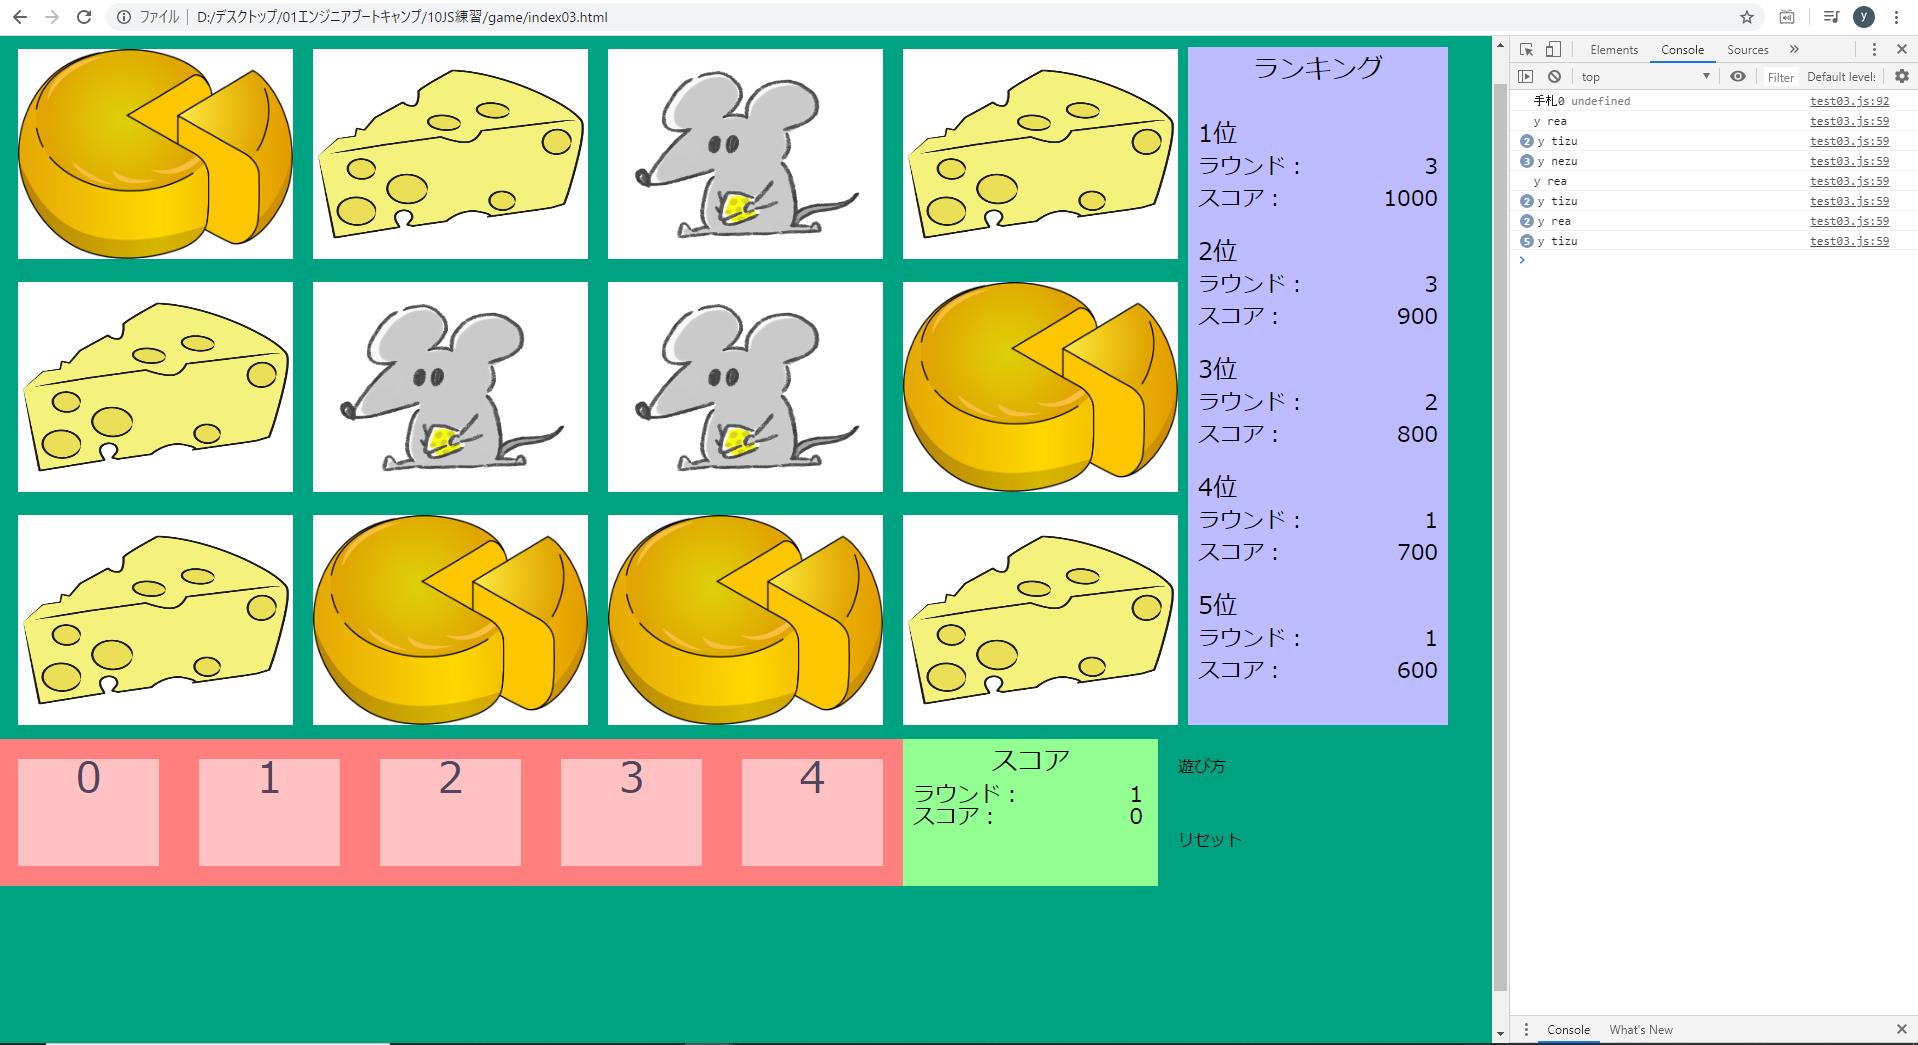 ファイル D:/デスクトップ/01エンジニアブートキャンプ/10JS練習/game/index03.html y
ランキング
1位
ラウンド： 3
スコア： 1000
2位
ラウンド： 3
スコア： 900
3位
ラウンド： 2
スコア： 800
4位
ラウンド： 1
スコア： 700
5位
ラウンド： 1
スコア： 600
0 1 2 3 4
スコア
ラウンド： 1
スコア： 0
遊び方
リセット
Elements Console Sources »
top Filter Default levels
手札0 undefined test03.js:92
y rea test03.js:59
2 y tizu test03.js:59
3 y nezu test03.js:59
y rea test03.js:59
2 y tizu test03.js:59
2 y rea test03.js:59
5 y tizu test03.js:59
Console What's New